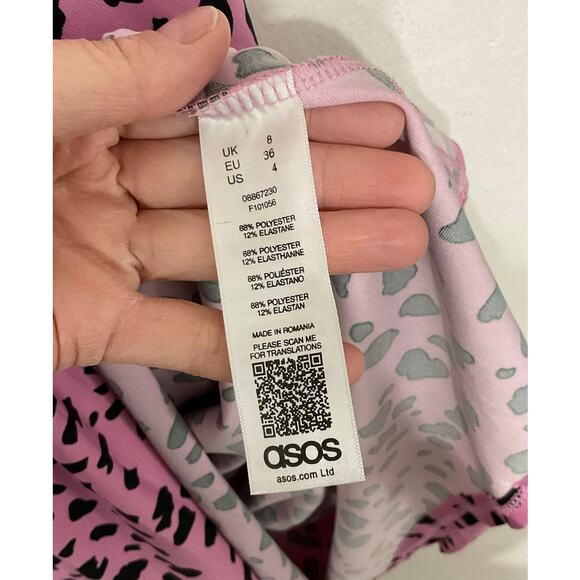 UK 8
EU 36
US 4
08867230
F101056
88% POLYESTER
12% ELASTANE
88% POLYESTER
12% ELASTHANNE
88% POLIÉSTER
12% ELASTANO
88% POLYESTER
12% ELASTAN
MADE IN ROMANIA
PLEASE SCAN ME
FOR TRANSLATIONS
asos
asos.com Ltd